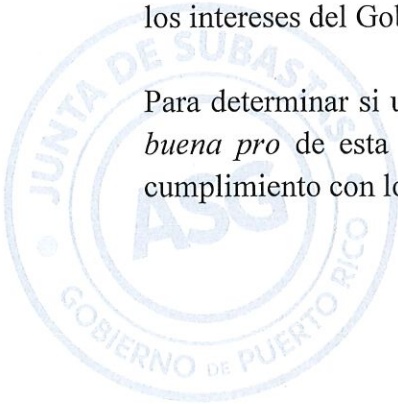 los intereses del Gob
Para determinar si u
buena pro de esta
cumplimiento con lo
JUNTA DE SUBASTAS
ASG
GOBIERNO DE PUERTO RICO